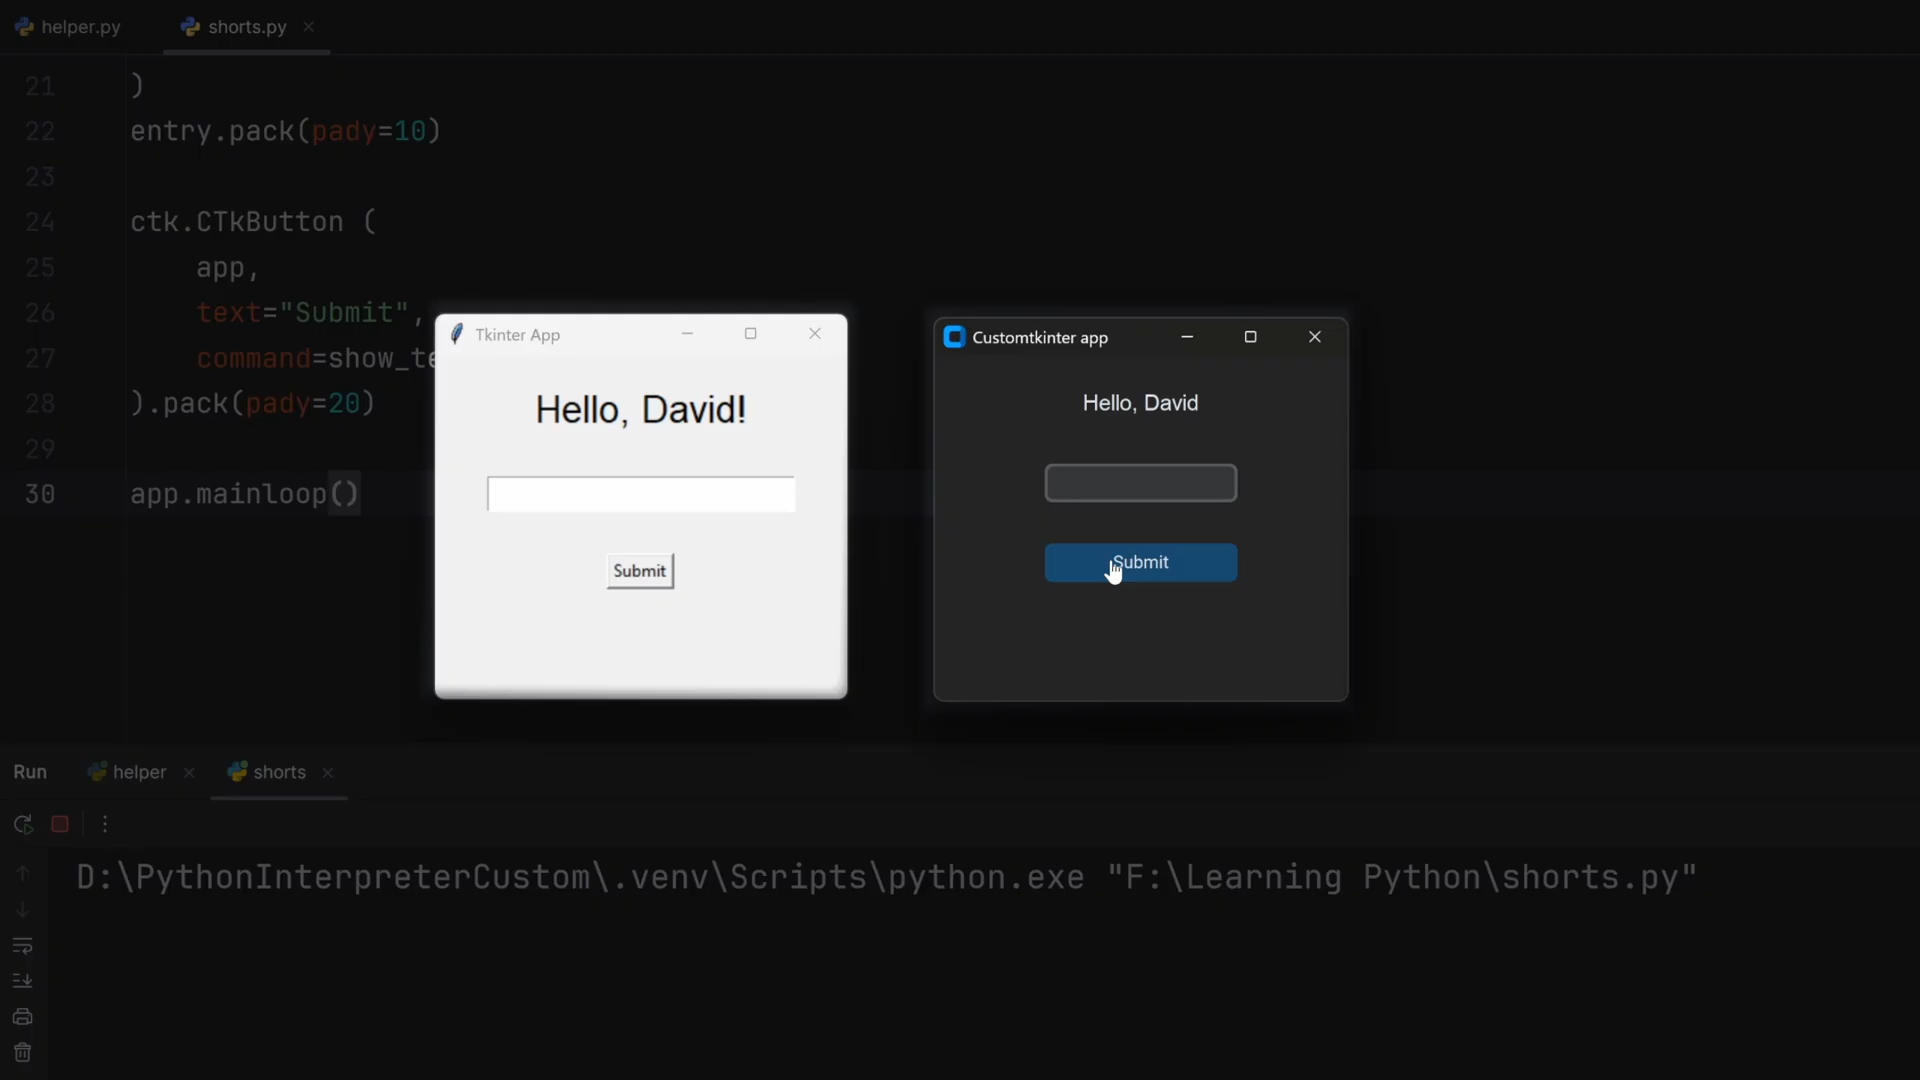 helper.py
shorts.py
21 )
22 entry.pack(pady=10)
23
24 ctk.CTkButton (
25 app,
26 text="Submit",
27 command=show_te
28 ).pack(pady=20)
29
30 app.mainloop()
Tkinter App
Hello, David!
Submit
Customtkinter app
Hello, David
Submit
Run helper shorts
D:\PythonInterpreterCustom\.venv\Scripts\python.exe "F:\Learning Python\shorts.py"